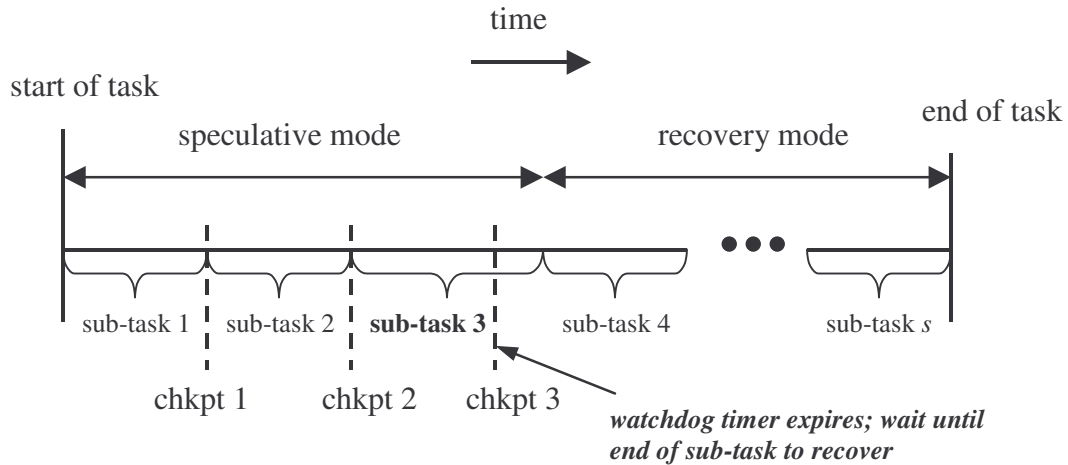 time
start of task
end of task
speculative mode
recovery mode
sub-task 1
sub-task 2
sub-task 3
sub-task 4
sub-task s
chkpt 1
chkpt 2
chkpt 3
watchdog timer expires; wait until
end of sub-task to recover